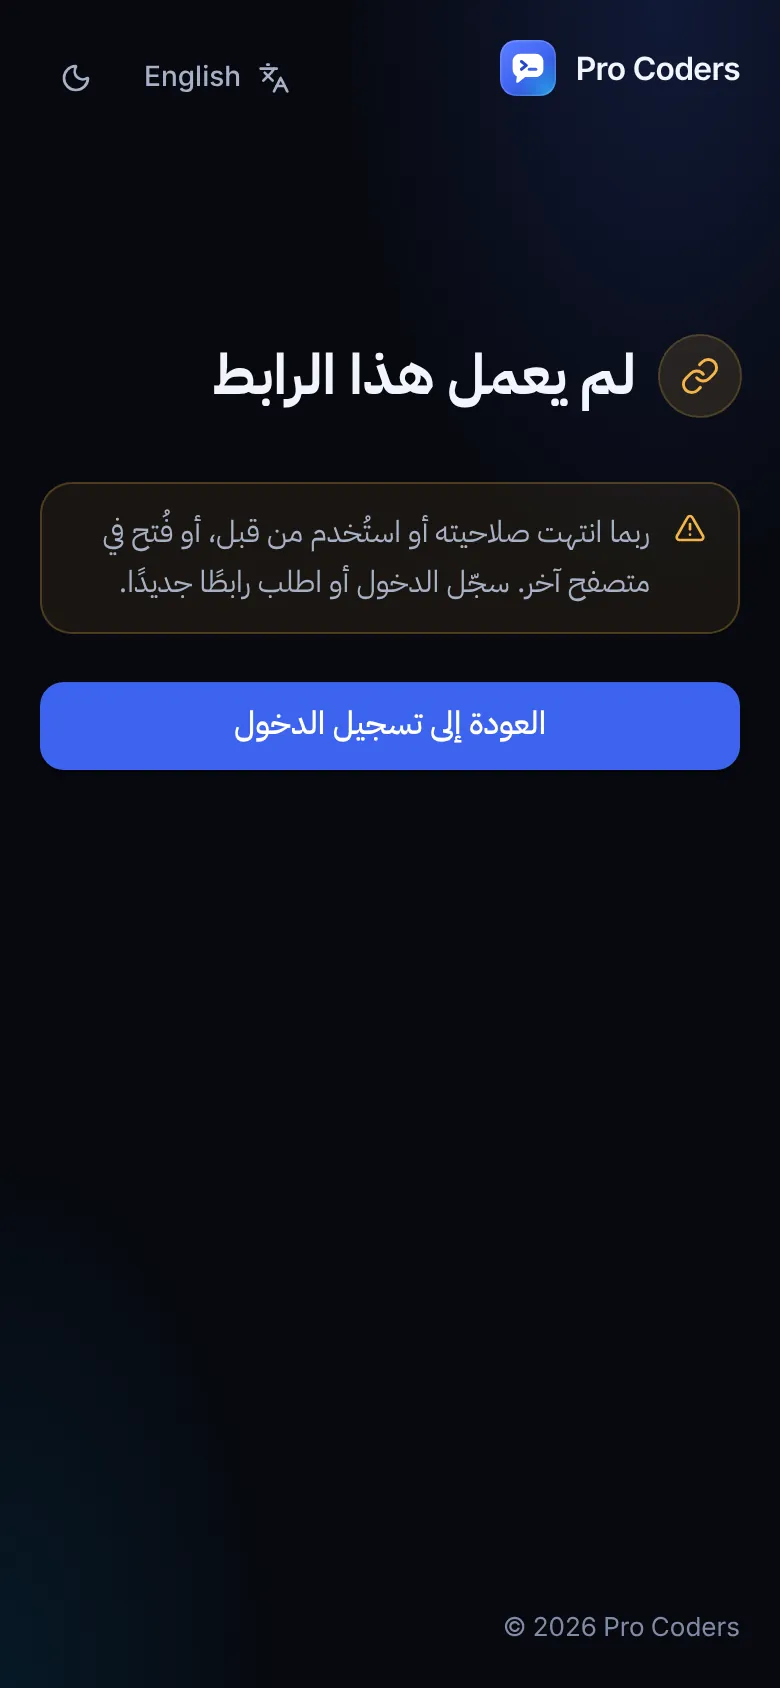 Pro Coders
English
لم يعمل هذا الرابط
ربما انتهت صلاحيته أو استُخدم من قبل، أو فُتح في
متصفح آخر. سجّل الدخول أو اطلب رابطًا جديدًا.
العودة إلى تسجيل الدخول
© 2026 Pro Coders